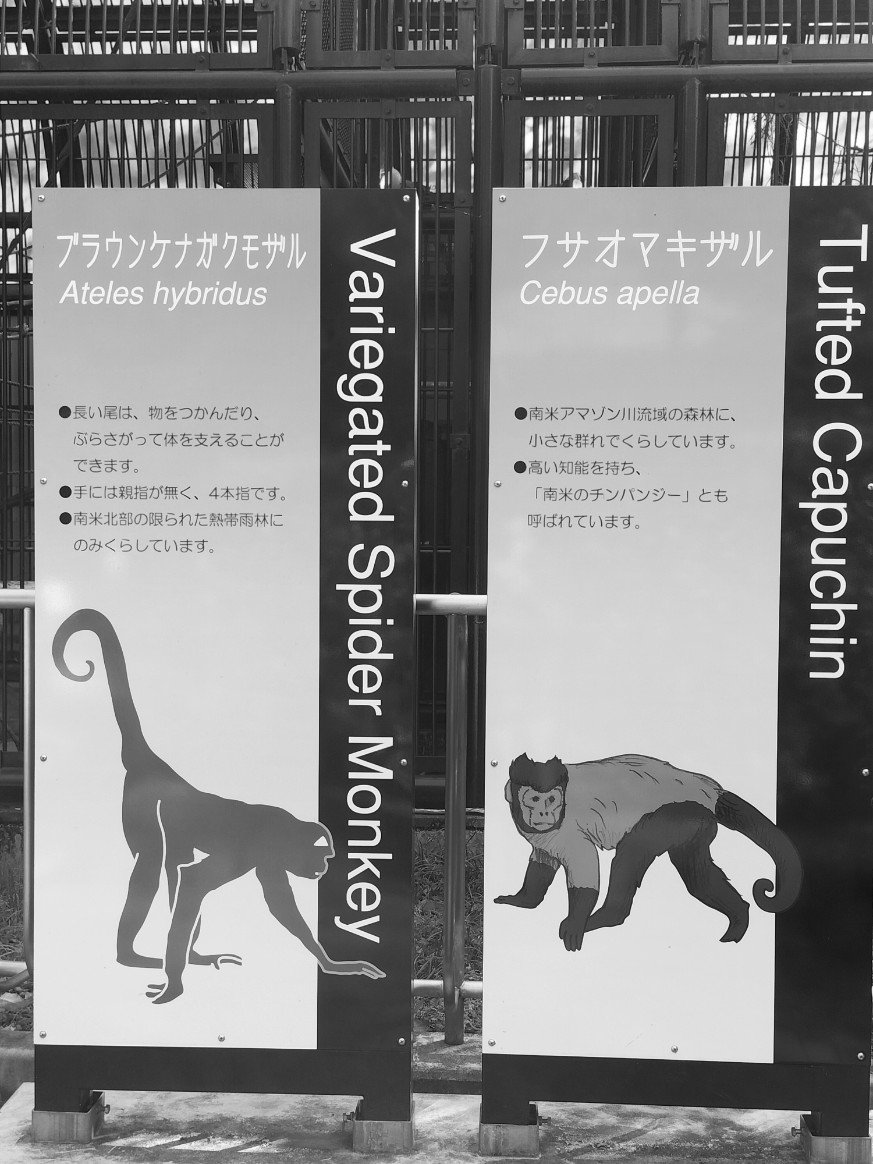 ブラウンケナガクモザル
Ateles hybridus
●長い尾は、物をつかんだり、
ぶらさがって体を支えることが
できます。
●手には親指が無く、4本指です。
●南米北部の限られた熱帯雨林に
のみくらしています。
Variegated Spider Monkey
フサオマキザル
Cebus apella
●南米アマゾン川流域の森林に、
小さな群れでくらしています。
●高い知能を持ち、
「南米のチンパンジー」とも
呼ばれています。
Tufted Capuchin